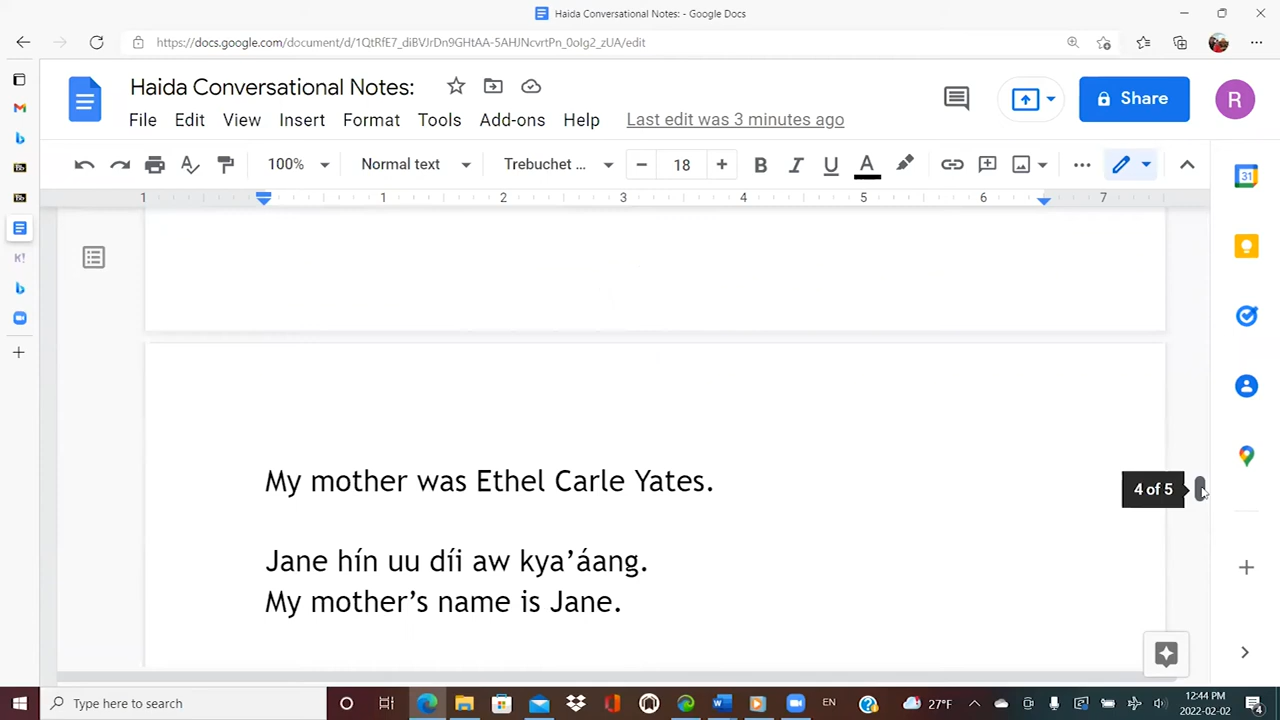 Haida Conversational Notes: - Google Docs
https://docs.google.com/document/d/1QtRfE7_diBVJrDn9GHtAA-5AHJNcvrtPn_0olg2_zUA/edit
Haida Conversational Notes:
Share
R
File Edit View Insert Format Tools Add-ons Help Last edit was 3 minutes ago
100% Normal text Trebuchet ... 18 B I U A
1 1 2 3 4 5 6 7
31
My mother was Ethel Carle Yates.
4 of 5
Jane hín uu díi aw kya’áang.
My mother’s name is Jane.
Type here to search
EN
27°F
12:44 PM
2022-02-02
4